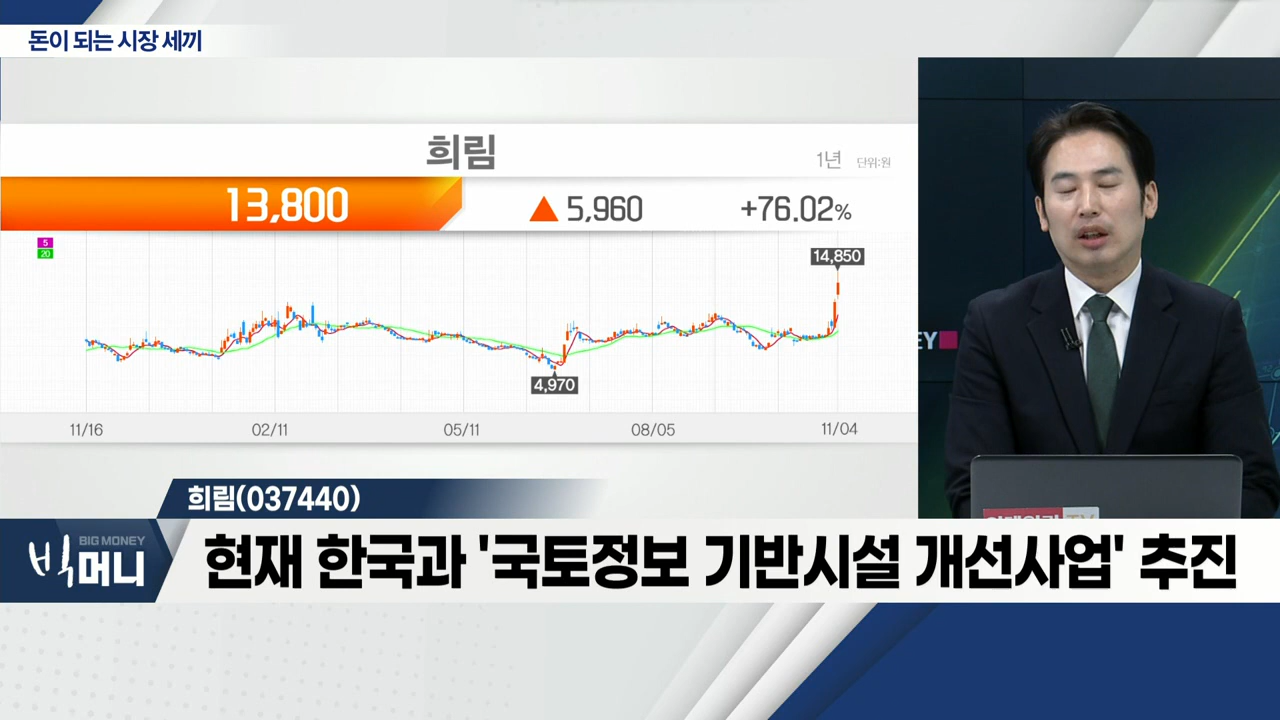 돈이 되는 시장 세끼
희림
1년 단위:원
13,800 ▲ 5,960 +76.02%
5
20
14,850
4,970
11/16 02/11 05/11 08/05 11/04
EY
희림(037440)
BIG MONEY
빅머니
현재 한국과 '국토정보 기반시설 개선사업' 추진